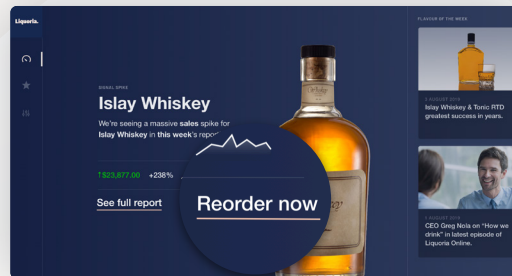 Liquoria.
SIGNAL SPIKE
Islay Whiskey
We're seeing a massive sales spike for
Islay Whiskey in this week's
↑$23,677.00 +238%
See full report
Reorder now
FLAVOUR OF THE WEEK
5 AUGUST 2019
Islay Whiskey & Tonic RTD
greatest success in years.
5 AUGUST 2019
CEO Greg Nola on "How we
drink" in latest episode of
Liquoria Online.